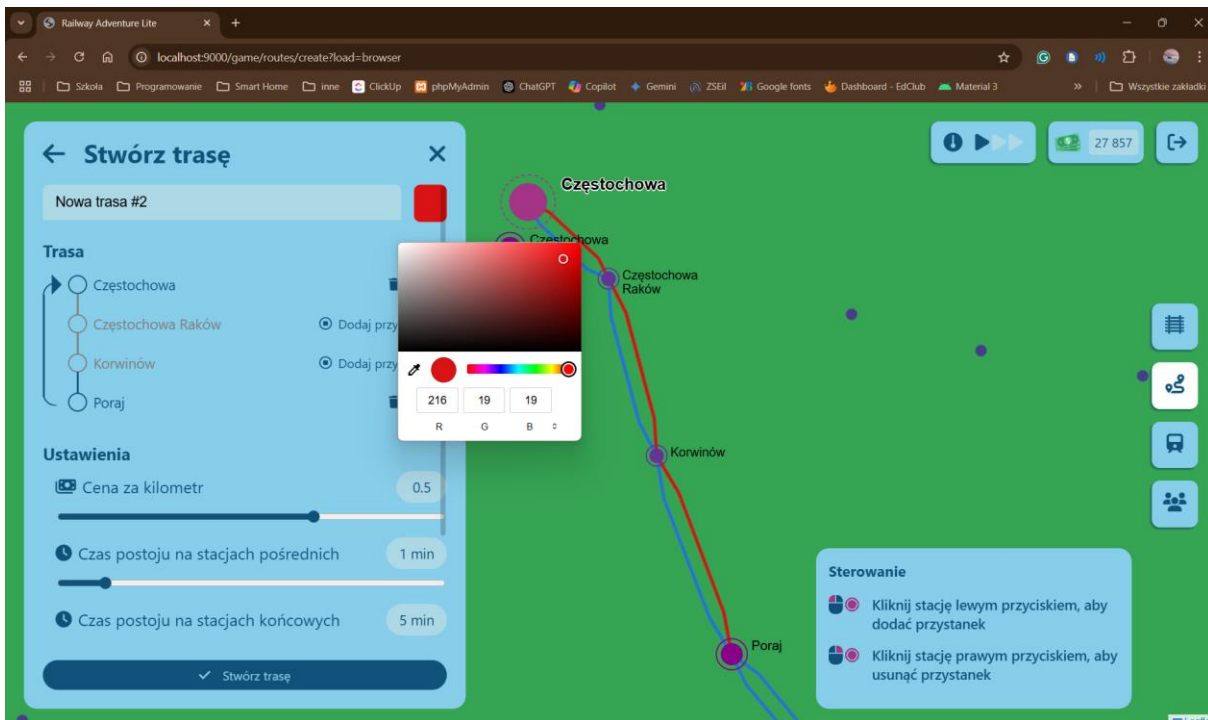 Railway Adventure Lite
localhost:9000/game/routes/create?load=browser
Szkoła Programowanie Smart Home inne ClickUp phpMyAdmin ChatGPT Copilot Gemini ZSEiI Google fonts Dashboard - EdClub Material 3 » Wszystkie zakładki
Stwórz trasę
27 857
Nowa trasa #2
Częstochowa
Częstochowa
Częstochowa
Raków
Trasa
Częstochowa
Częstochowa Raków Dodaj przy
Korwinów Dodaj przy
Poraj
216 19 19
R G B
Korwinów
Poraj
Ustawienia
Cena za kilometr 0.5
Czas postoju na stacjach pośrednich 1 min
Czas postoju na stacjach końcowych 5 min
Stwórz trasę
Sterowanie
Kliknij stację lewym przyciskiem, aby
dodać przystanek
Kliknij stację prawym przyciskiem, aby
usunąć przystanek